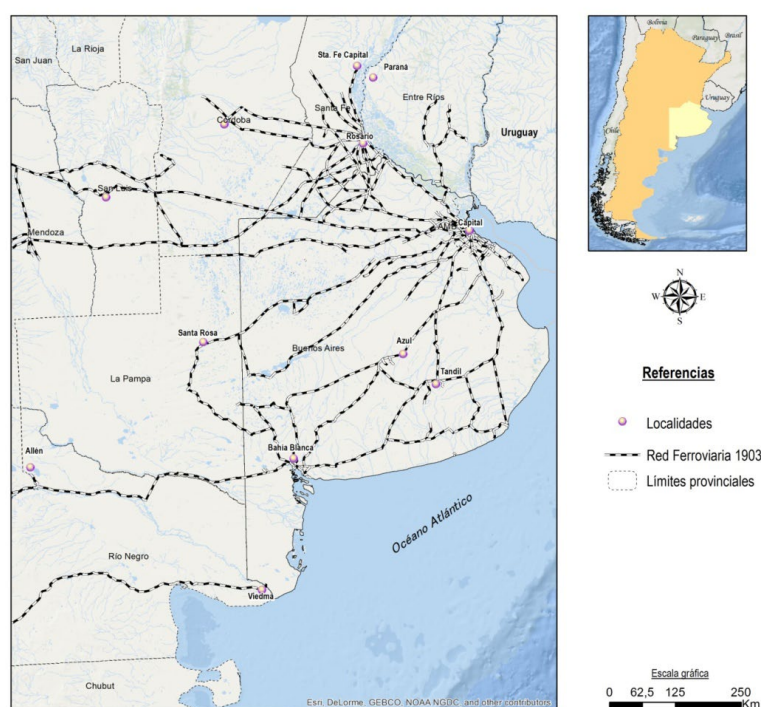 San Juan
La Rioja
Sta. Fe Capital
Paraná
Santa Fe
Entre Ríos
Córdoba
Rosario
Uruguay
San Luis
Mendoza
Capital
Santa Rosa
Buenos Aires
Azul
La Pampa
Tandil
Allén
Bahia Blanca
Océano Atlántico
Río Negro
Viedma
Chubut
Esri, DeLorme, GEBCO, NOAA NGDC, and other contributors
Bolivia
Paraguay
Brasil
Uruguay
Chile
N
W
E
S
Referencias
Localidades
Red Ferroviaria 1903
Límites provinciales
Escala gráfica
0 62,5 125 250
Km